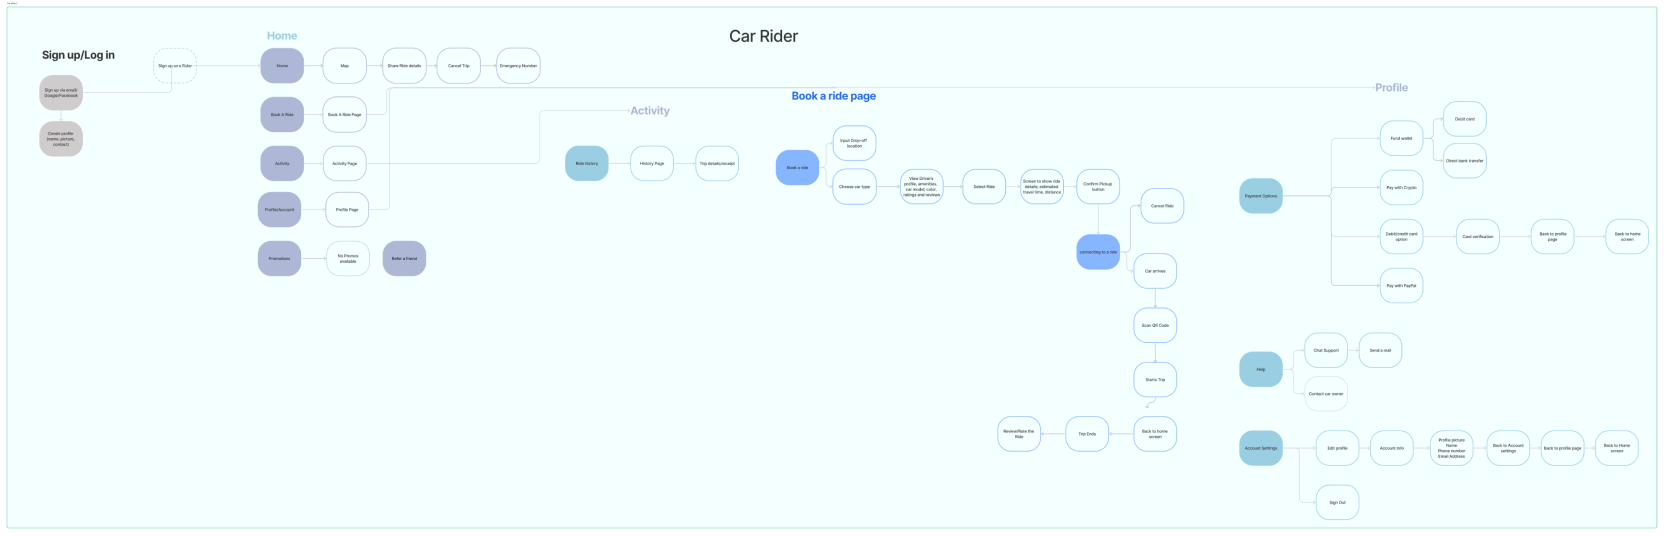 Car Rider
Sign up/Log in
Sign up via email/
Google/Facebook
Create profile
(name, picture,
contact)
Sign up as a Rider
Home
Home
Map
Share Ride details
Cancel Trip
Emergency Number
Book A Ride
Book A Ride Page
Activity
Activity Page
Profile/Account
Profile Page
Promotions
No Promos
available
Refer a friend
Activity
Ride history
History Page
Trip details/receipt
Book a ride page
Book a ride
Input Drop-off
location
Choose car type
View Driver's
profile, amenities,
car model, color,
ratings and reviews
Select Ride
Screen to show ride
details; estimated
travel time, distance
Confirm Pickup
button
connecting to a ride
Cancel Ride
Car arrives
Scan QR Code
Starts Trip
Back to home
screen
Trip Ends
Review/Rate the
Ride
Profile
Payment Options
Fund wallet
Debit card
Direct bank transfer
Pay with Crypto
Debit/credit card
option
Card verification
Back to profile
page
Back to home
screen
Pay with PayPal
Help
Chat Support
Send a mail
Contact car owner
Account Settings
Edit profile
Account Info
Profile picture
Name
Phone number
Email Address
Back to Account
settings
Back to profile page
Back to Home
screen
Sign Out